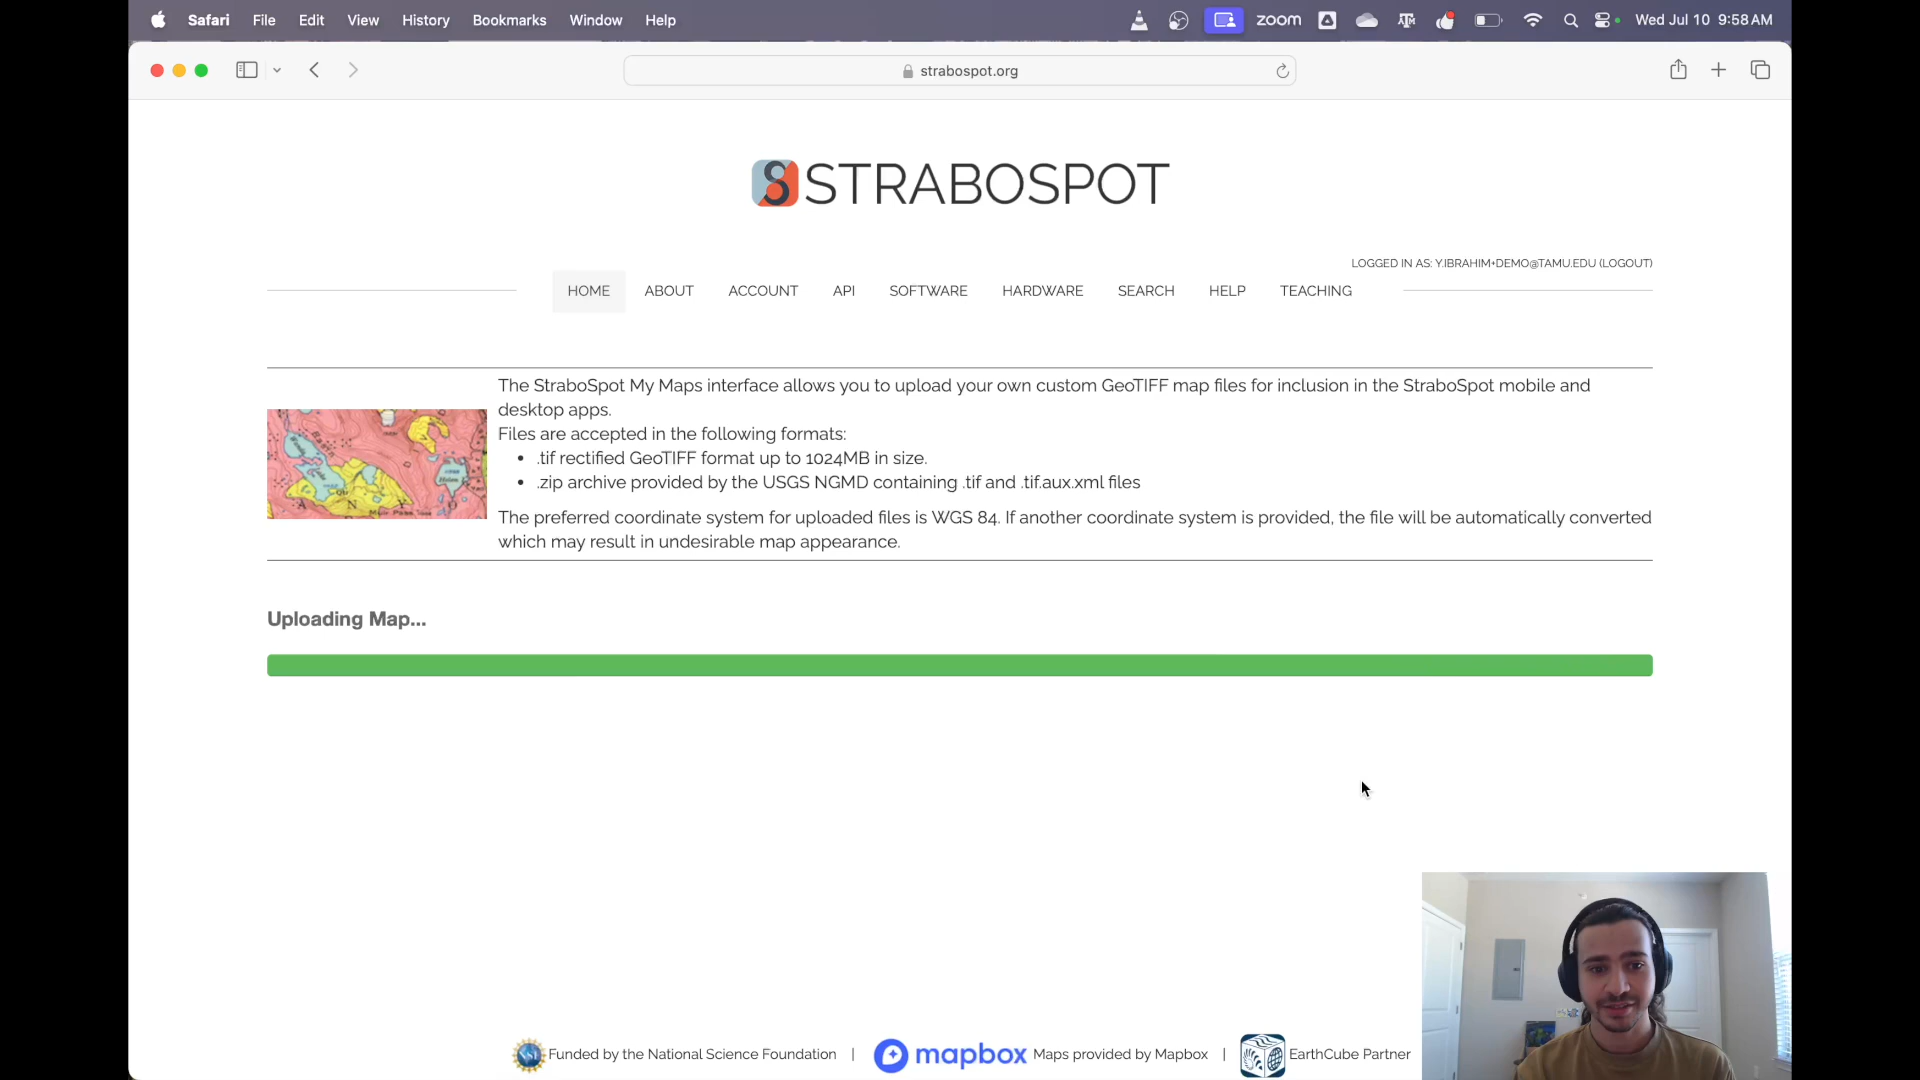 Safari File Edit View History Bookmarks Window Help zoom Wed Jul 10 9:58 AM
strabospot.org
STRABOSPOT
LOGGED IN AS: Y.IBRAHIM+DEMO@TAMU.EDU (LOGOUT)
HOME ABOUT ACCOUNT API SOFTWARE HARDWARE SEARCH HELP TEACHING
The StraboSpot My Maps interface allows you to upload your own custom GeoTIFF map files for inclusion in the StraboSpot mobile and
desktop apps.
Files are accepted in the following formats:
• .tif rectified GeoTIFF format up to 1024MB in size.
• .zip archive provided by the USGS NGMD containing .tif and .tif.aux.xml files
The preferred coordinate system for uploaded files is WGS 84. If another coordinate system is provided, the file will be automatically converted
which may result in undesirable map appearance.
Uploading Map...
Funded by the National Science Foundation | mapbox Maps provided by Mapbox | EarthCube Partner